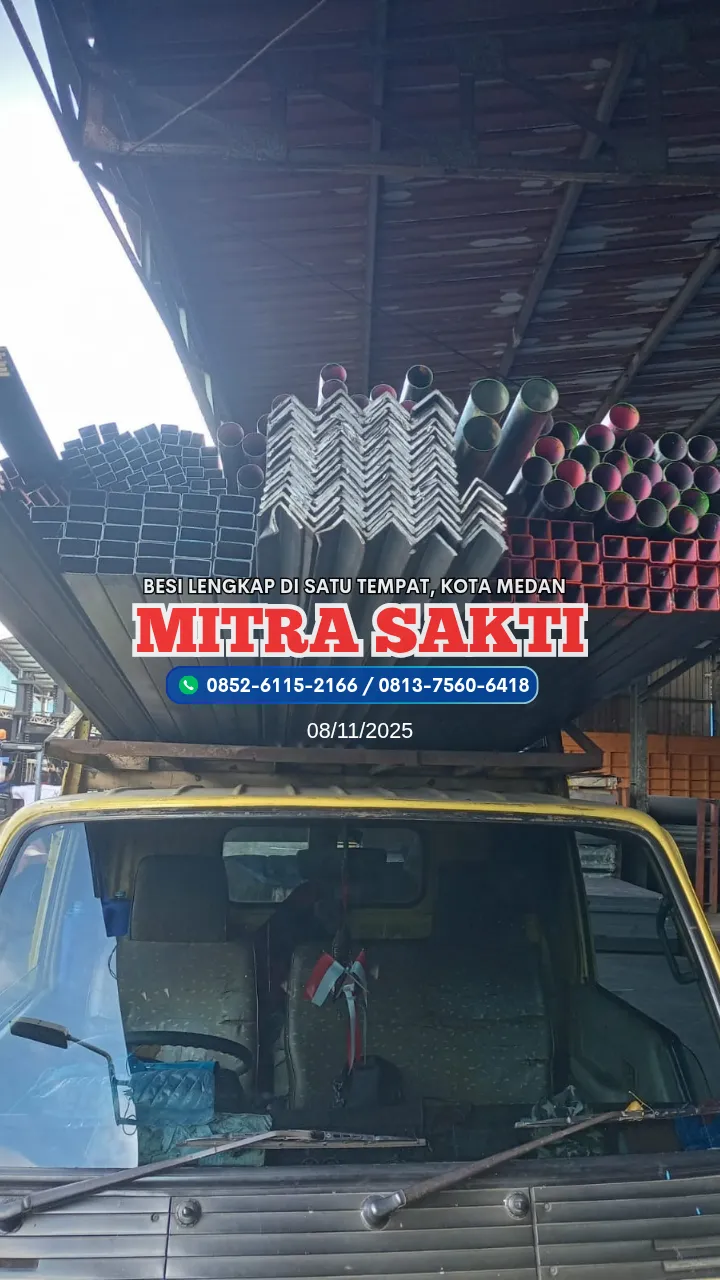 BESI LENGKAP DI SATU TEMPAT, KOTA MEDAN
MITRA SAKTI
0852-6115-2166 / 0813-7560-6418
08/11/2025